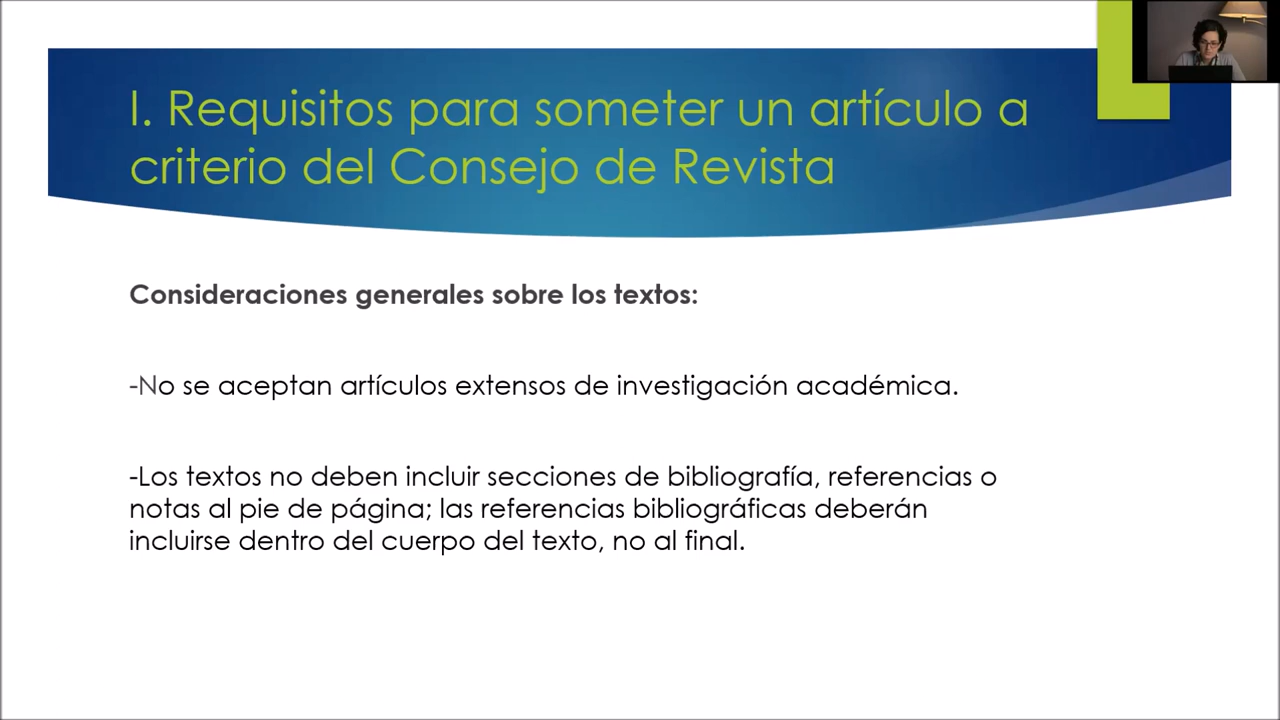 I. Requisitos para someter un artículo a
criterio del Consejo de Revista
Consideraciones generales sobre los textos:
-No se aceptan artículos extensos de investigación académica.
-Los textos no deben incluir secciones de bibliografía, referencias o
notas al pie de página; las referencias bibliográficas deberán
incluirse dentro del cuerpo del texto, no al final.